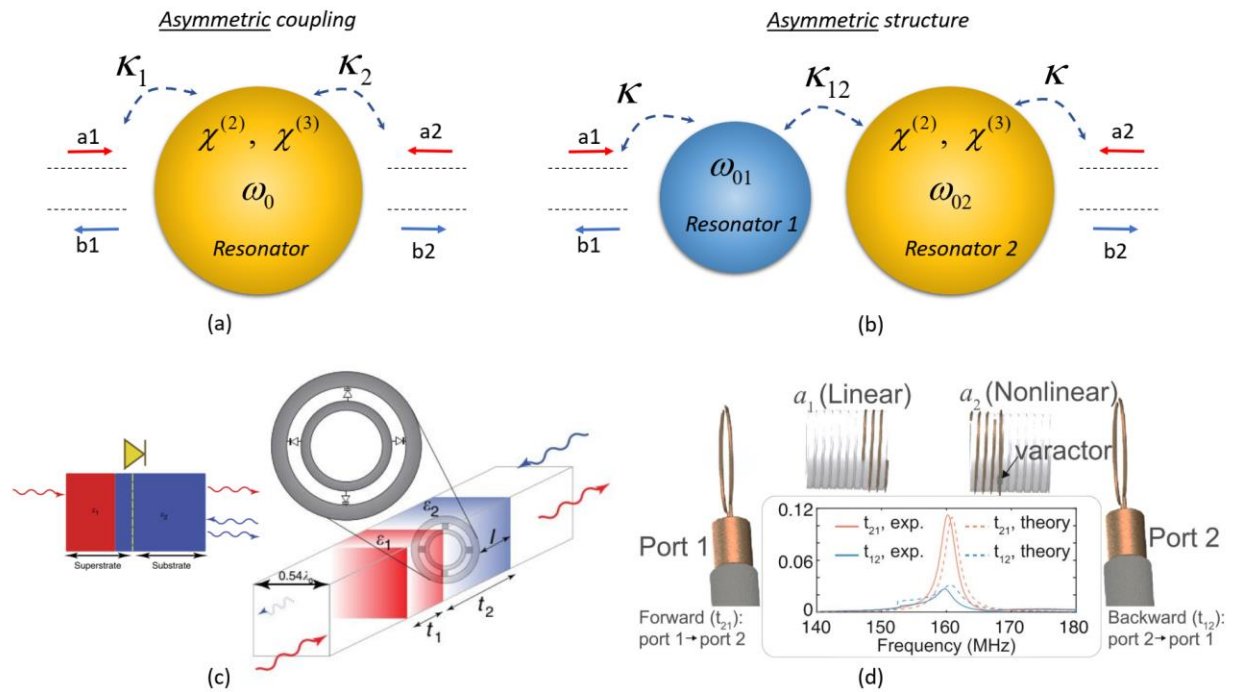 Asymmetric coupling
κ1
κ2
a1
a2
χ(2), χ(3)
ω0
b1
Resonator
b2
(a)
Asymmetric structure
κ
κ12
κ
a1
a2
χ(2), χ(3)
ω01
ω02
b1
Resonator 1
Resonator 2
b2
(b)
ε1
ε2
Superstrate
Substrate
ε2
ε1
l
0.54λ0
t1
t2
(c)
a1 (Linear)
a2 (Nonlinear)
varactor
Port 1
Port 2
0.12
0.06
0
t21, exp.
t21, theory
t12, exp.
t12, theory
140
150
160
170
180
Frequency (MHz)
Forward (t21):
port 1→port 2
Backward (t12):
port 2→port 1
(d)